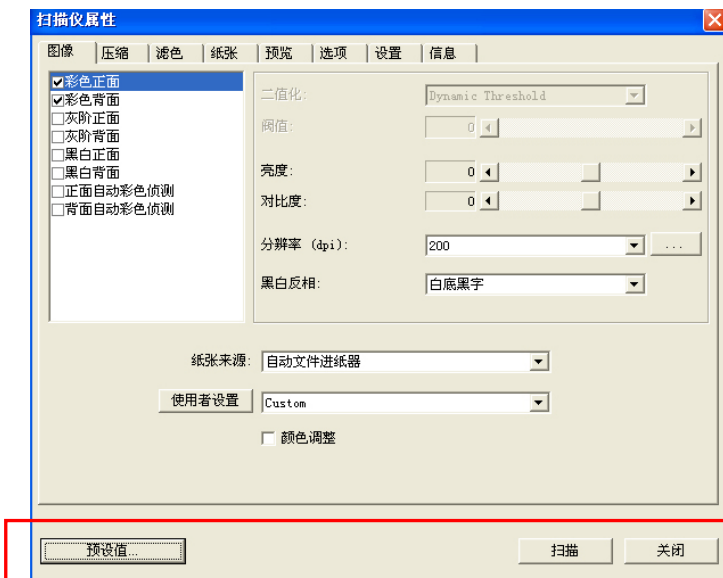 扫描仪属性
图像 压缩 滤色 纸张 预览 选项 设置 信息
彩色正面
彩色背面
灰阶正面
灰阶背面
黑白正面
黑白背面
正面自动彩色侦测
背面自动彩色侦测
二值化: Dynamic Threshold
阀值: 0
亮度: 0
对比度: 0
分辨率 (dpi): 200 ...
黑白反相: 白底黑字
纸张来源: 自动文件进纸器
使用者设置 Custom
颜色调整
预设值... 扫描 关闭